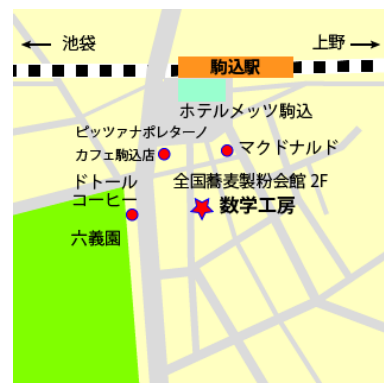 池袋
上野
駒込駅
ホテルメッツ駒込
ピッツァナポレターノ
カフェ駒込店
マクドナルド
ドトール
コーヒー
全国蕎麦製粉会館 2F
数学工房
六義園